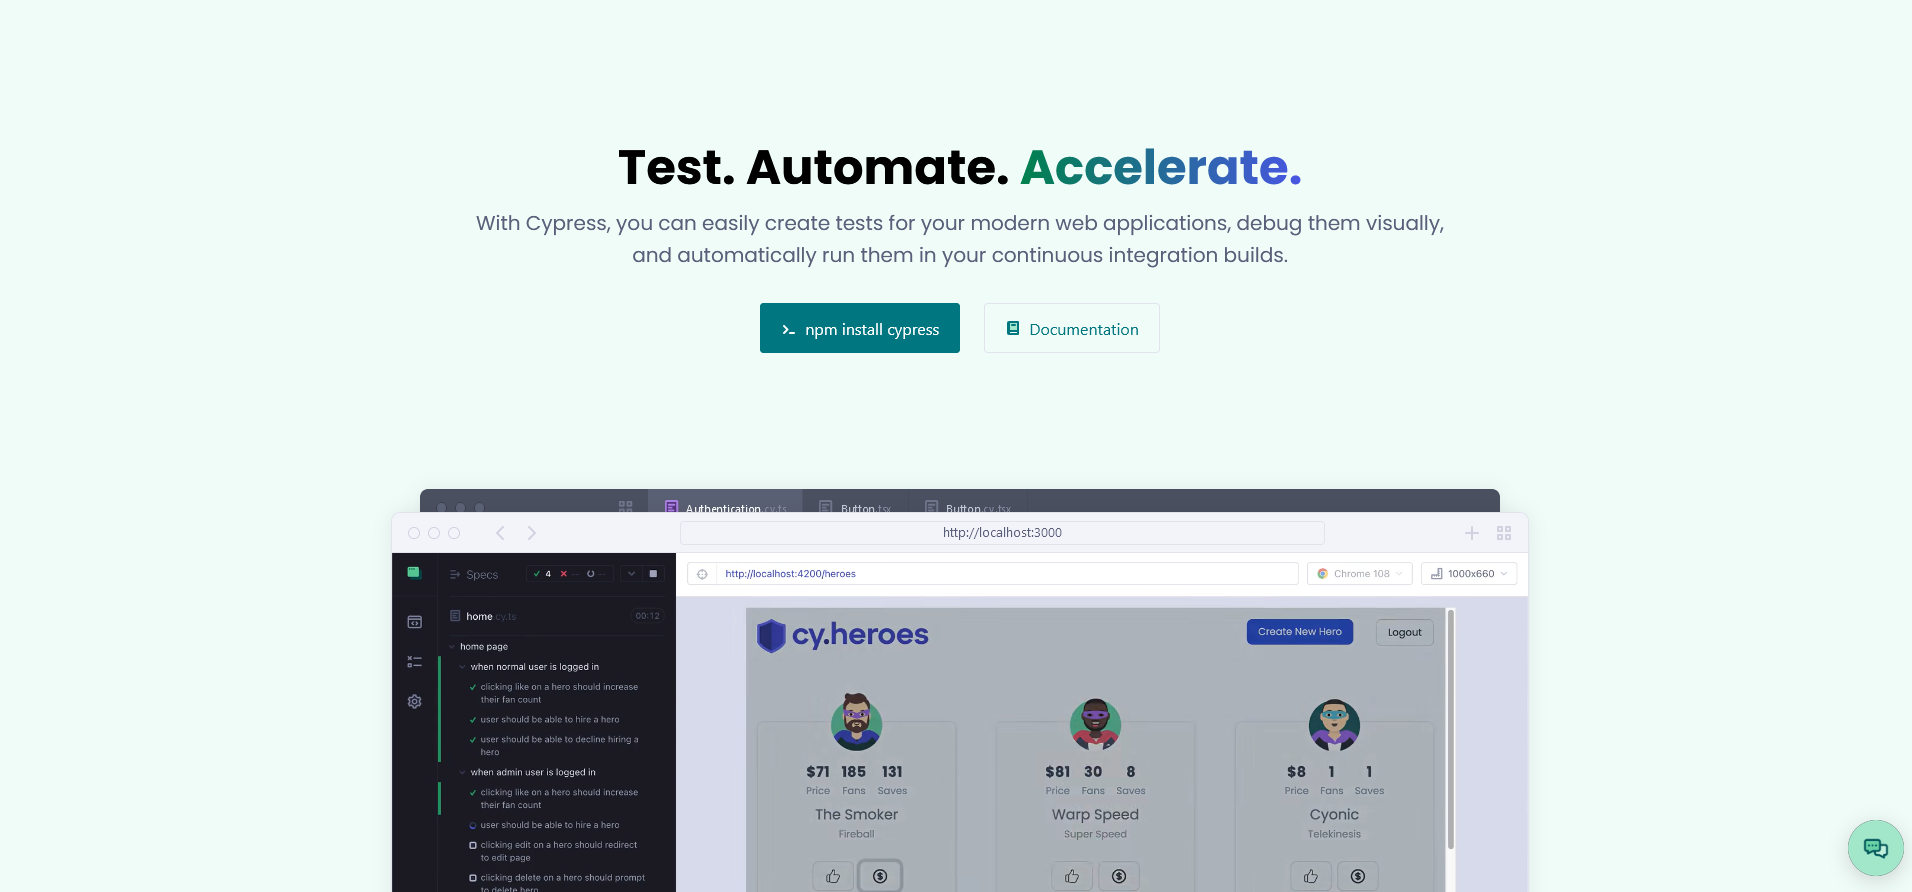 Test. Automate. Accelerate.
With Cypress, you can easily create tests for your modern web applications, debug them visually,
and automatically run them in your continuous integration builds.
npm install cypress
Documentation
Authentication.cy.ts
Button.tsx
Button.cy.tsx
http://localhost:3000
Specs
4
--
--
http://localhost:4200/heroes
Chrome 108
1000x660
home cy.ts
00:12
home page
when normal user is logged in
clicking like on a hero should increase
their fan count
user should be able to hire a hero
user should be able to decline hiring a
hero
when admin user is logged in
clicking like on a hero should increase
their fan count
user should be able to hire a hero
clicking edit on a hero should redirect
to edit page
clicking delete on a hero should prompt
to delete hero
cy.heroes
Create New Hero
Logout
$71 185 131
Price Fans Saves
The Smoker
Fireball
$81 30 8
Price Fans Saves
Warp Speed
Super Speed
$8 1 1
Price Fans Saves
Cyonic
Telekinesis